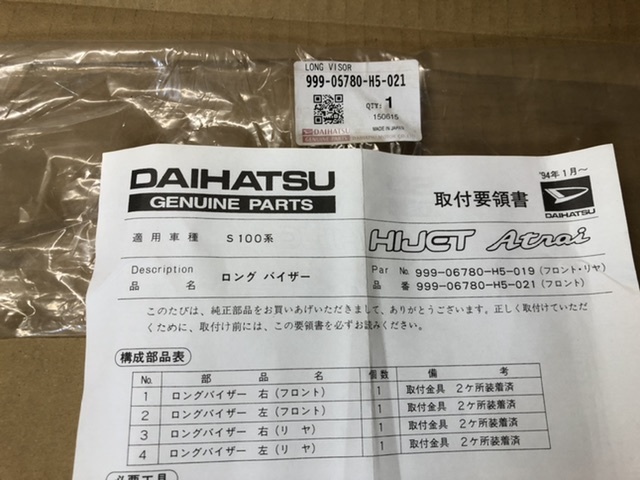 LONG VISOR
999-06780-H5-021
QTY: 1
150615
MADE IN JAPAN
DAIHATSU
GENUINE PARTS
'94年1月～
DAIHATSU
GENUINE PARTS
取付要領書
DAIHATSU
適用車種 S100系
HIJET Atrai
Description
品名 ロング バイザー
Par No. 999-06780-H5-019 (フロント・リヤ)
品番 999-06780-H5-021 (フロント)
このたびは、純正部品をお買いあげいただきまして、ありがとうございます。正しく取付けていただ
くために、取付け前には、この要領書を必ずお読みください。
構成部品表
No. 部品名 個数 備考
1 ロングバイザー 右(フロント) 1 取付金具 2ケ所装着済
2 ロングバイザー 左(フロント) 1 取付金具 2ケ所装着済
3 ロングバイザー 右(リヤ) 1 取付金具 2ケ所装着済
4 ロングバイザー 左(リヤ) 1 取付金具 2ケ所装着済
必要工具